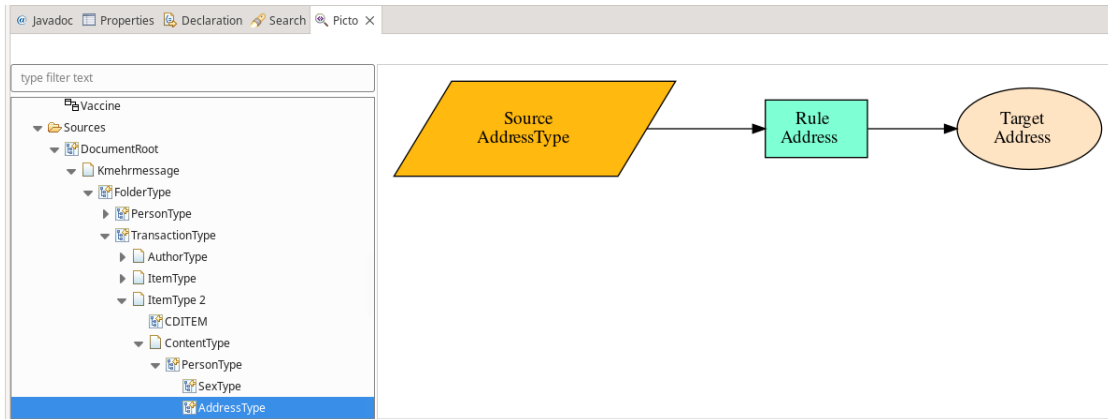 @ Javadoc Properties Declaration Search Picto
type filter text
Vaccine
Sources
DocumentRoot
Kmehrmessage
FolderType
PersonType
TransactionType
AuthorType
ItemType
ItemType 2
CDITEM
ContentType
PersonType
SexType
AddressType
Source
AddressType
Rule
Address
Target
Address